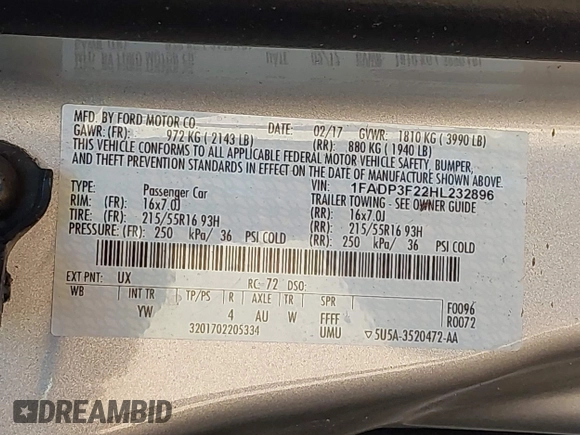 MFD. BY FORD MOTOR CO. DATE: 02/17 GVWR: 1810 KG ( 3990 LB)
GAWR: (FR): 972 KG ( 2143 LB) (RR): 880 KG ( 1940 LB)
THIS VEHICLE CONFORMS TO ALL APPLICABLE FEDERAL MOTOR VEHICLE SAFETY, BUMPER,
AND THEFT PREVENTION STANDARDS IN EFFECT ON THE DATE OF MANUFACTURE SHOWN ABOVE.
VIN: 1FADP3F22HL232896
TYPE: Passenger Car TRAILER TOWING - SEE OWNER GUIDE
RIM: (FR): 16x7.0J (RR): 16x7.0J
TIRE: (FR): 215/55R16 93H (RR): 215/55R16 93H
PRESSURE: (FR): 250 kPa/ 36 PSI COLD (RR): 250 kPa/ 36 PSI COLD
EXT PNT: UX RC: 72 DSO:
WB INT TR TP/PS R AXLE TR SPR F0096
YW 4 AU W FFFF R0072
3201702205334 UMU ▽5U5A-3520472-AA
DREAMBID